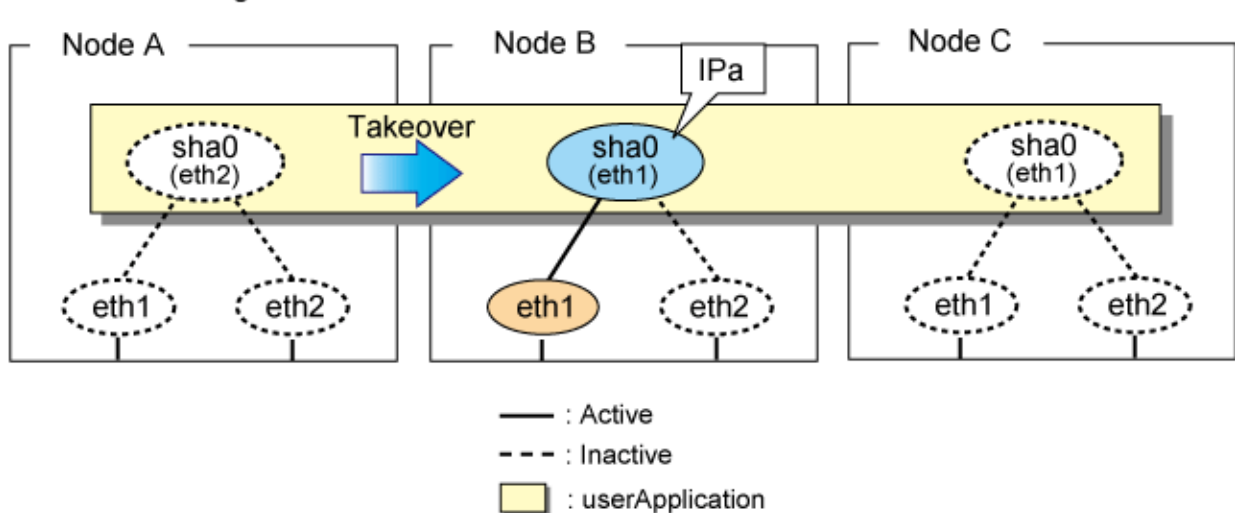 Node A
Node B
Node C
IPa
Takeover
sha0
(eth2)
sha0
(eth1)
sha0
(eth1)
eth1
eth2
eth1
eth2
eth1
eth2
: Active
: Inactive
: userApplication